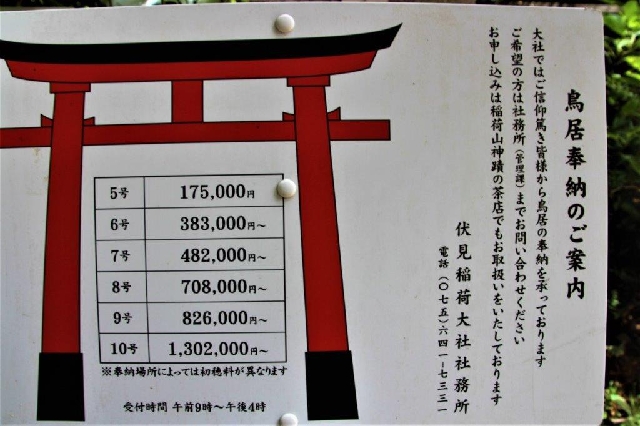 鳥居奉納のご案内
大社ではご信仰篤き皆様から鳥居の奉納を承っております
ご希望の方は社務所(管理課)までお問い合わせください
お申し込みは稲荷山神蹟の茶店でもお取扱いをいたしております
伏見稲荷大社社務所
電話(〇七五)六四一-七三三一
5号 175,000円
6号 383,000円~
7号 482,000円~
8号 708,000円~
9号 826,000円~
10号 1,302,000円~
※奉納場所によっては初穂料が異なります
受付時間 午前9時~午後4時